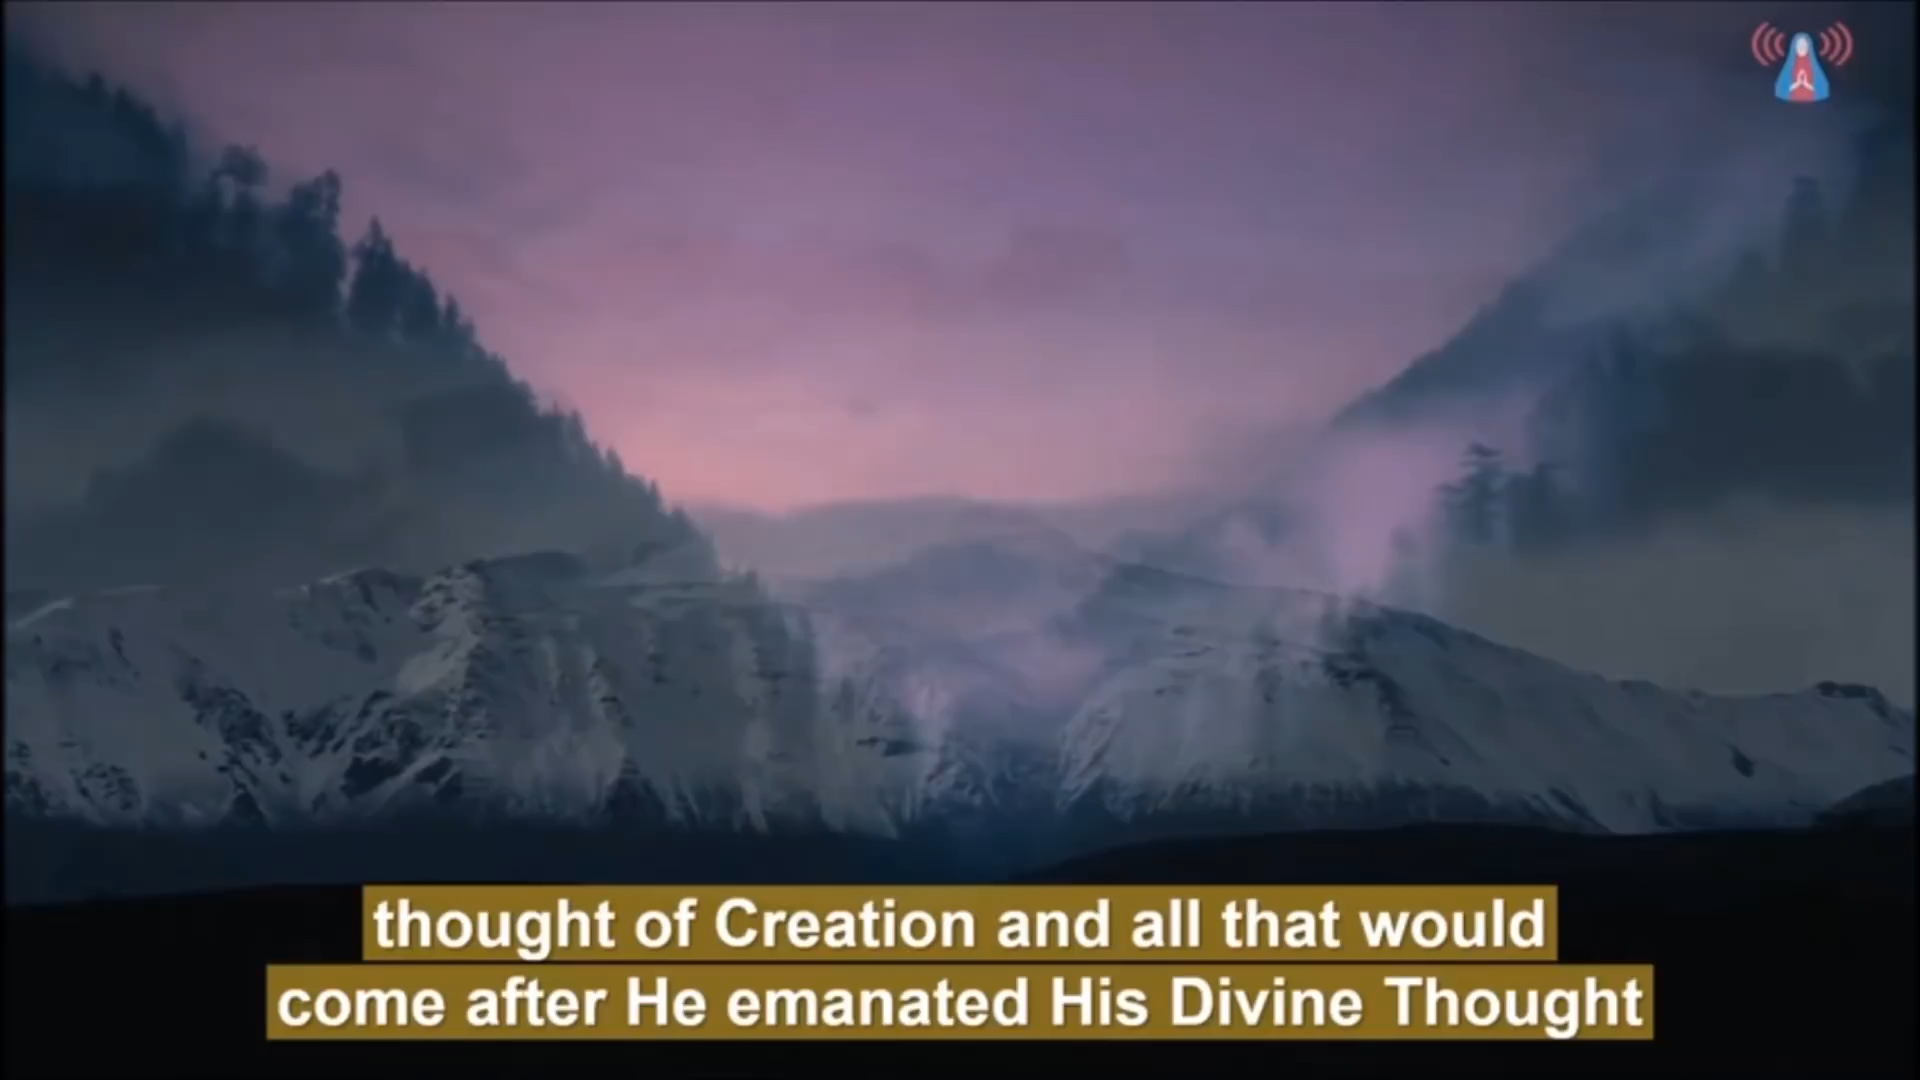 thought of Creation and all that would
come after He emanated His Divine Thought